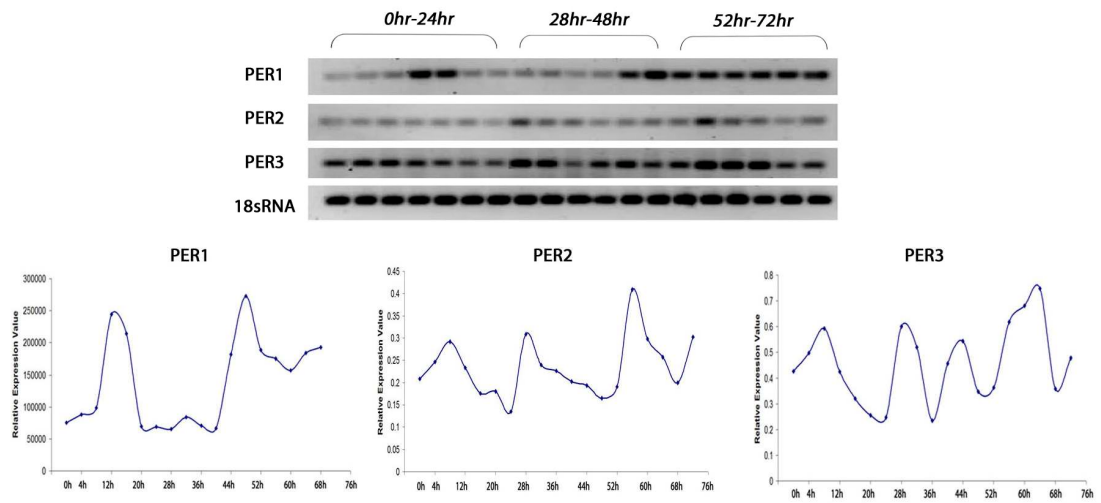 0hr-24hr 28hr-48hr 52hr-72hr
PER1
PER2
PER3
18sRNA
PER1 PER2 PER3
Relative Expression Value
300000
250000
200000
150000
100000
50000
0
0h 4h 12h 20h 28h 36h 44h 52h 60h 68h 76h
Relative Expression Value
0.45
0.4
0.35
0.3
0.25
0.2
0.15
0.1
0.05
0
0h 4h 12h 20h 28h 36h 44h 52h 60h 68h 76h
Relative Expression Value
0.8
0.7
0.6
0.5
0.4
0.3
0.2
0.1
0
0h 4h 12h 20h 28h 36h 44h 52h 60h 68h 76h